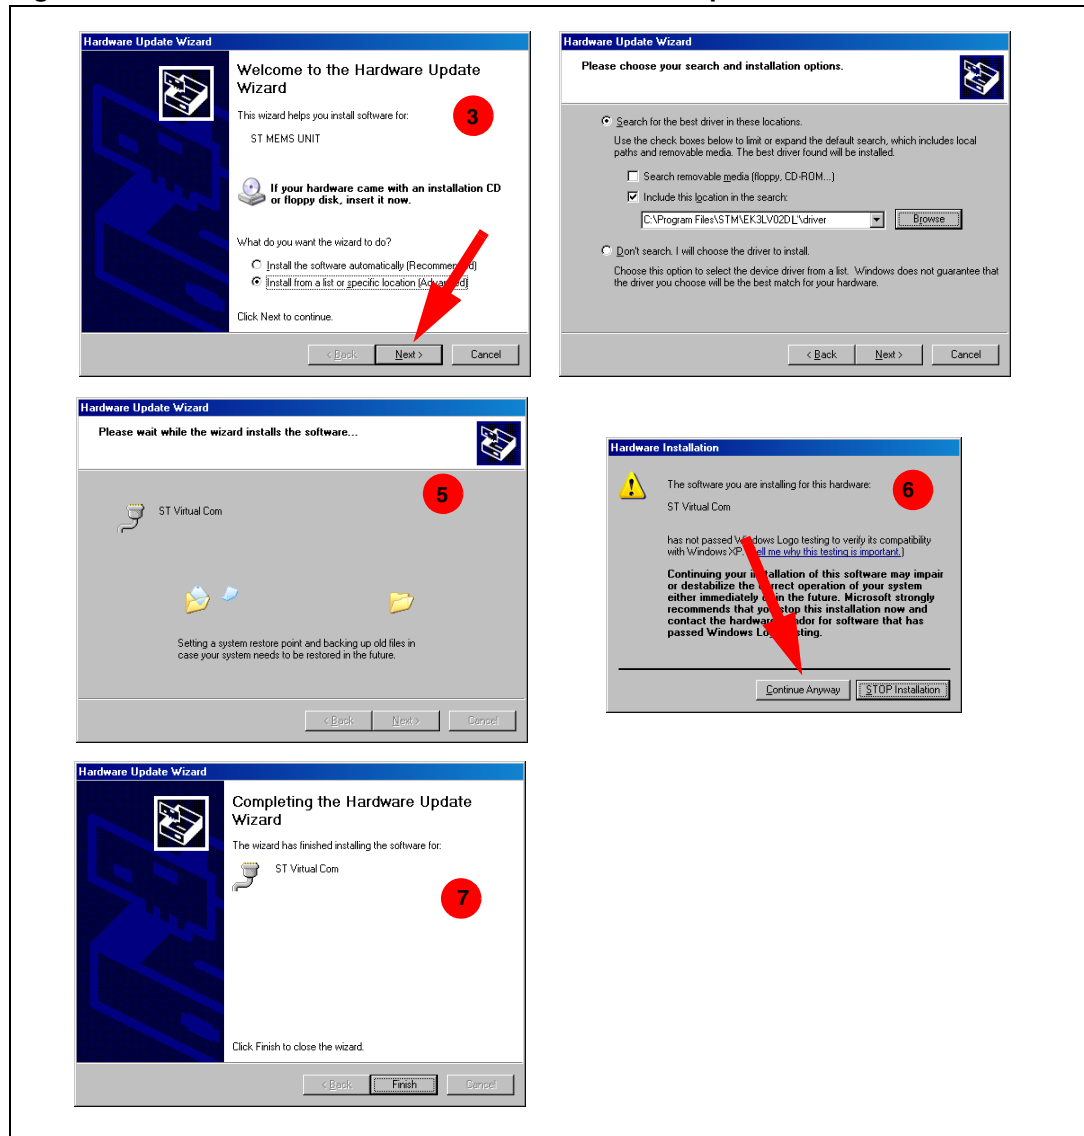 Hardware Update Wizard
Welcome to the Hardware Update
Wizard
This wizard helps you install software for:
3
ST MEMS UNIT
If your hardware came with an installation CD
or floppy disk, insert it now.
What do you want the wizard to do?
Install the software automatically (Recommended)
Install from a list or specific location (Advanced)
Click Next to continue.
< Back
Next >
Cancel
Hardware Update Wizard
Please choose your search and installation options.
Search for the best driver in these locations.
Use the check boxes below to limit or expand the default search, which includes local
paths and removable media. The best driver found will be installed.
Search removable media (floppy, CD-ROM...)
Include this location in the search:
C:\Program Files\STM\EK3LV02DL"\driver
Browse
Don't search. I will choose the driver to install.
Choose this option to select the device driver from a list. Windows does not guarantee that
the driver you choose will be the best match for your hardware.
< Back
Next >
Cancel
Hardware Update Wizard
Please wait while the wizard installs the software...
5
ST Virtual Com
Setting a system restore point and backing up old files in
case your system needs to be restored in the future.
< Back
Next >
Cancel
Hardware Installation
The software you are installing for this hardware:
6
ST Virtual Com
has not passed Windows Logo testing to verify its compatibility
with Windows XP. (Tell me why this testing is important.)
Continuing your installation of this software may impair
or destabilize the correct operation of your system
either immediately or in the future. Microsoft strongly
recommends that you stop this installation now and
contact the hardware vendor for software that has
passed Windows Logo testing.
Continue Anyway
STOP Installation
Hardware Update Wizard
Completing the Hardware Update
Wizard
The wizard has finished installing the software for:
ST Virtual Com
7
Click Finish to close the wizard.
< Back
Finish
Cancel